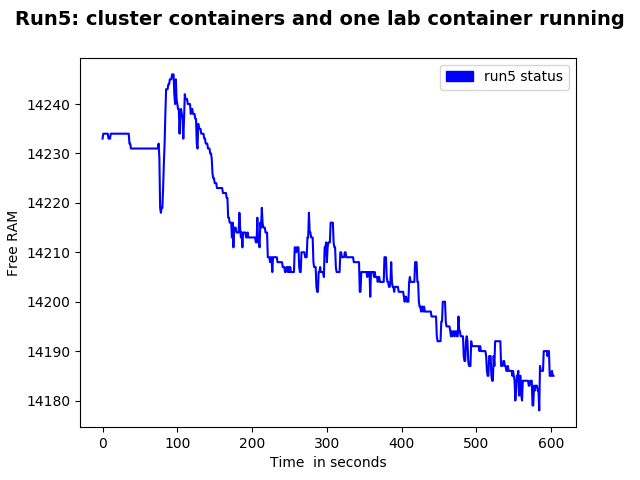 Run5: cluster containers and one lab container running
run5 status
Free RAM
14240
14230
14220
14210
14200
14190
14180
0 100 200 300 400 500 600
Time  in seconds